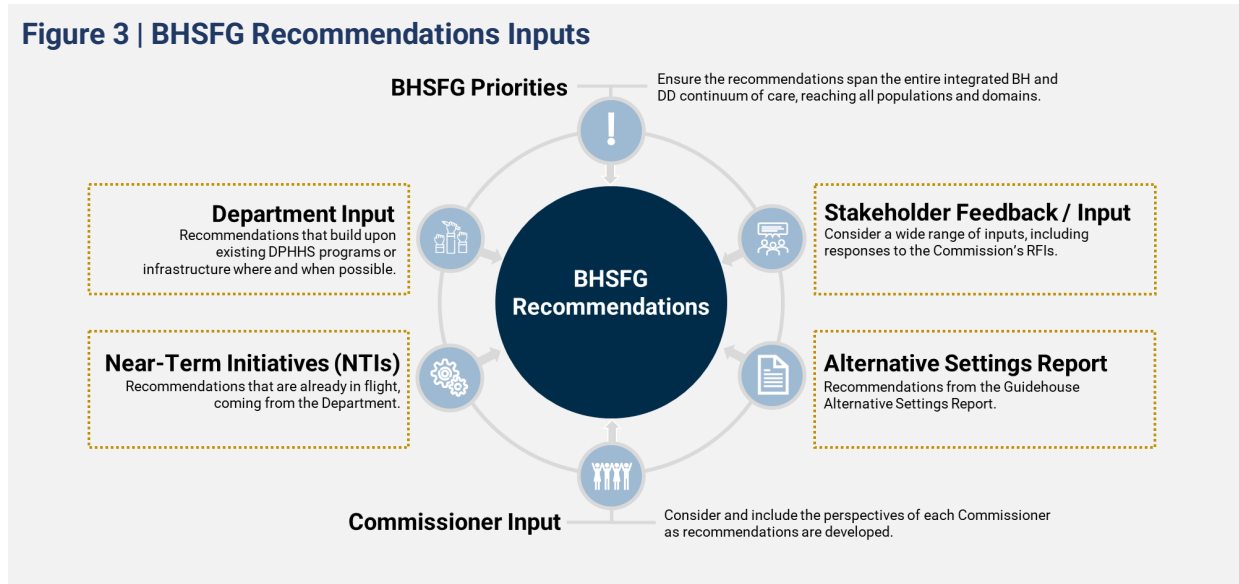 Figure 3 | BHSFG Recommendations Inputs
BHSFG Priorities
Ensure the recommendations span the entire integrated BH and
DD continuum of care, reaching all populations and domains.
Department Input
Recommendations that build upon
existing DPHHS programs or
infrastructure where and when possible.
Stakeholder Feedback / Input
Consider a wide range of inputs, including
responses to the Commission's RFIs.
BHSFG
Recommendations
Near-Term Initiatives (NTIs)
Recommendations that are already in flight,
coming from the Department.
Alternative Settings Report
Recommendations from the Guidehouse
Alternative Settings Report.
Commissioner Input
Consider and include the perspectives of each Commissioner
as recommendations are developed.